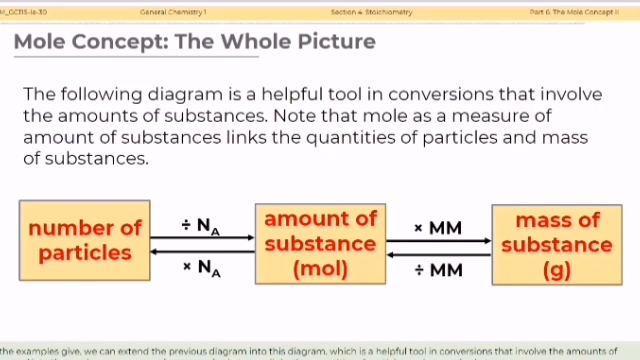 M_GC115-1e-30 General Chemistry 1 Section 4. Stoichiometry Part 6: The Mole Concept II
Mole Concept: The Whole Picture
The following diagram is a helpful tool in conversions that involve
the amounts of substances. Note that mole as a measure of
amount of substances links the quantities of particles and mass
of substances.
number of
particles
÷ NA
× NA
amount of
substance
(mol)
× MM
÷ MM
mass of
substance
(g)
the examples give, we can extend the previous diagram into this diagram, which is a helpful tool in conversions that involve the amounts of